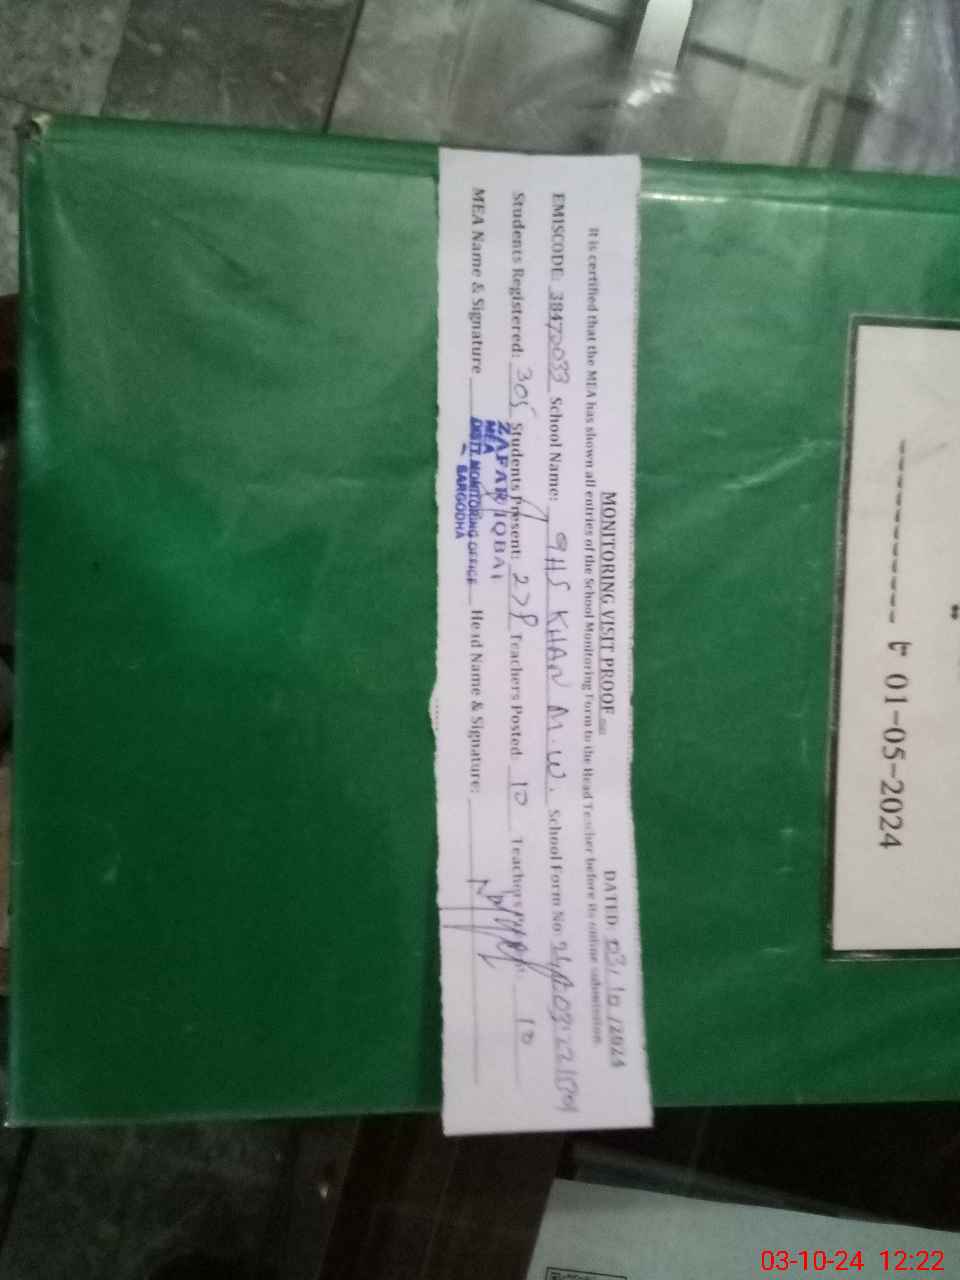 MONITORING VISIT PROOF
DATED: 03/10/2024
It is certified that the MEA has shown all entries of the School Monitoring Form to the Head Teacher before its online submission.
EMISCODE: 38472033 School Name: GHS KHAN M.W. School Form No
Students Registered: 305 Students Present: 278 Teachers Posted 10 Teachers 10
MEA Name & Signature Head Name & Signature:
ZAFAR IQBAL
MEA
DISTT. MONITORING OFFICE
SARGODHA
01-05-2024
03-10-24 12:22